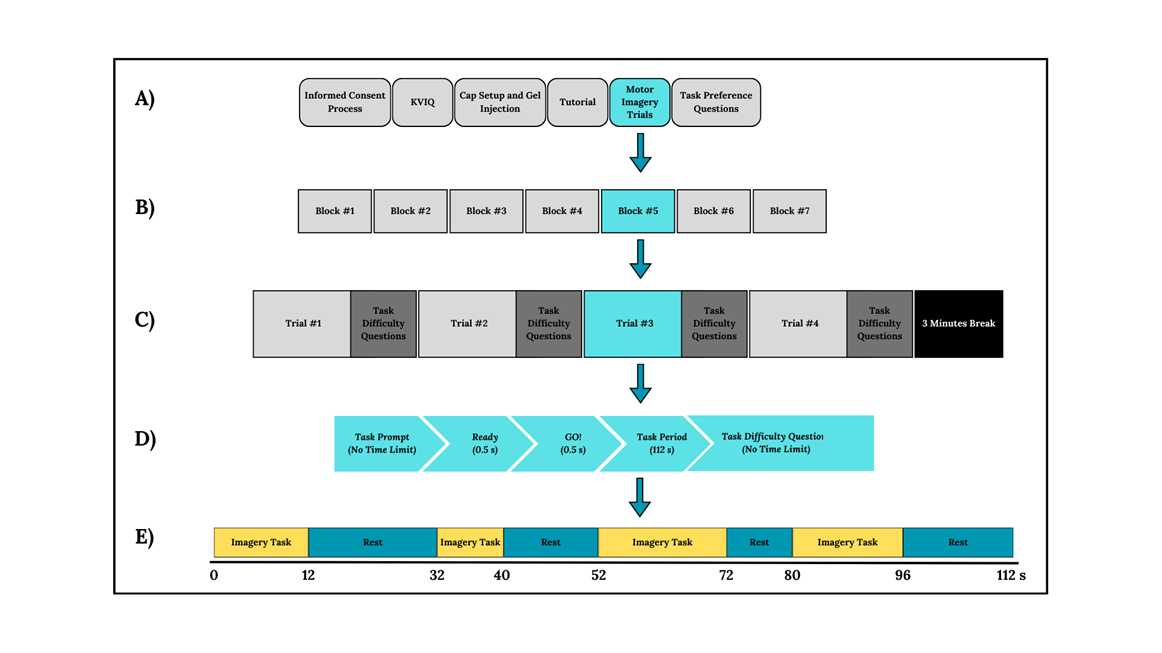 A)
Informed Consent
Process
KVIQ
Cap Setup and Gel
Injection
Tutorial
Motor
Imagery
Trials
Task Preference
Questions
B)
Block #1
Block #2
Block #3
Block #4
Block #5
Block #6
Block #7
C)
Trial #1
Task
Difficulty
Questions
Trial #2
Task
Difficulty
Questions
Trial #3
Task
Difficulty
Questions
Trial #4
Task
Difficulty
Questions
3 Minutes Break
D)
Task Prompt
(No Time Limit)
Ready
(0.5 s)
GO!
(0.5 s)
Task Period
(112 s)
Task Difficulty Question
(No Time Limit)
E)
Imagery Task
Rest
Imagery Task
Rest
Imagery Task
Rest
Imagery Task
Rest
0
12
32
40
52
72
80
96
112 s